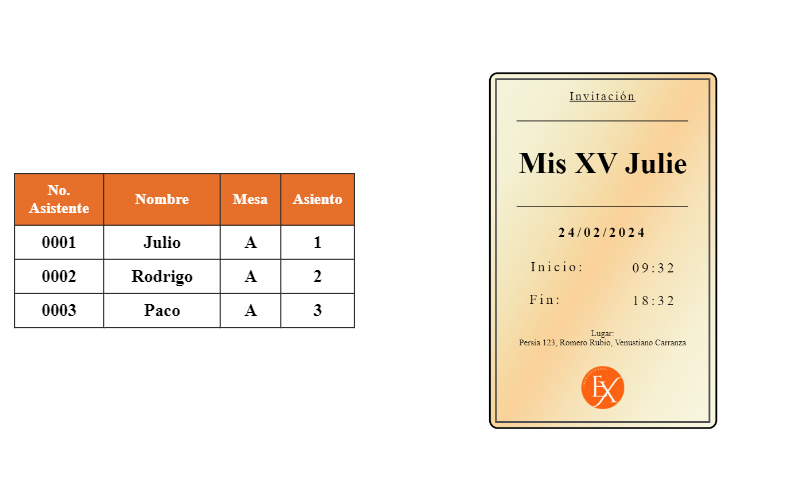 No. Asistente Nombre Mesa Asiento
0001 Julio A 1
0002 Rodrigo A 2
0003 Paco A 3
Invitación
Mis XV Julie
24/02/2024
Inicio: 09:32
Fin: 18:32
Lugar:
Persia 123, Romero Rubio, Venustiano Carranza
EX